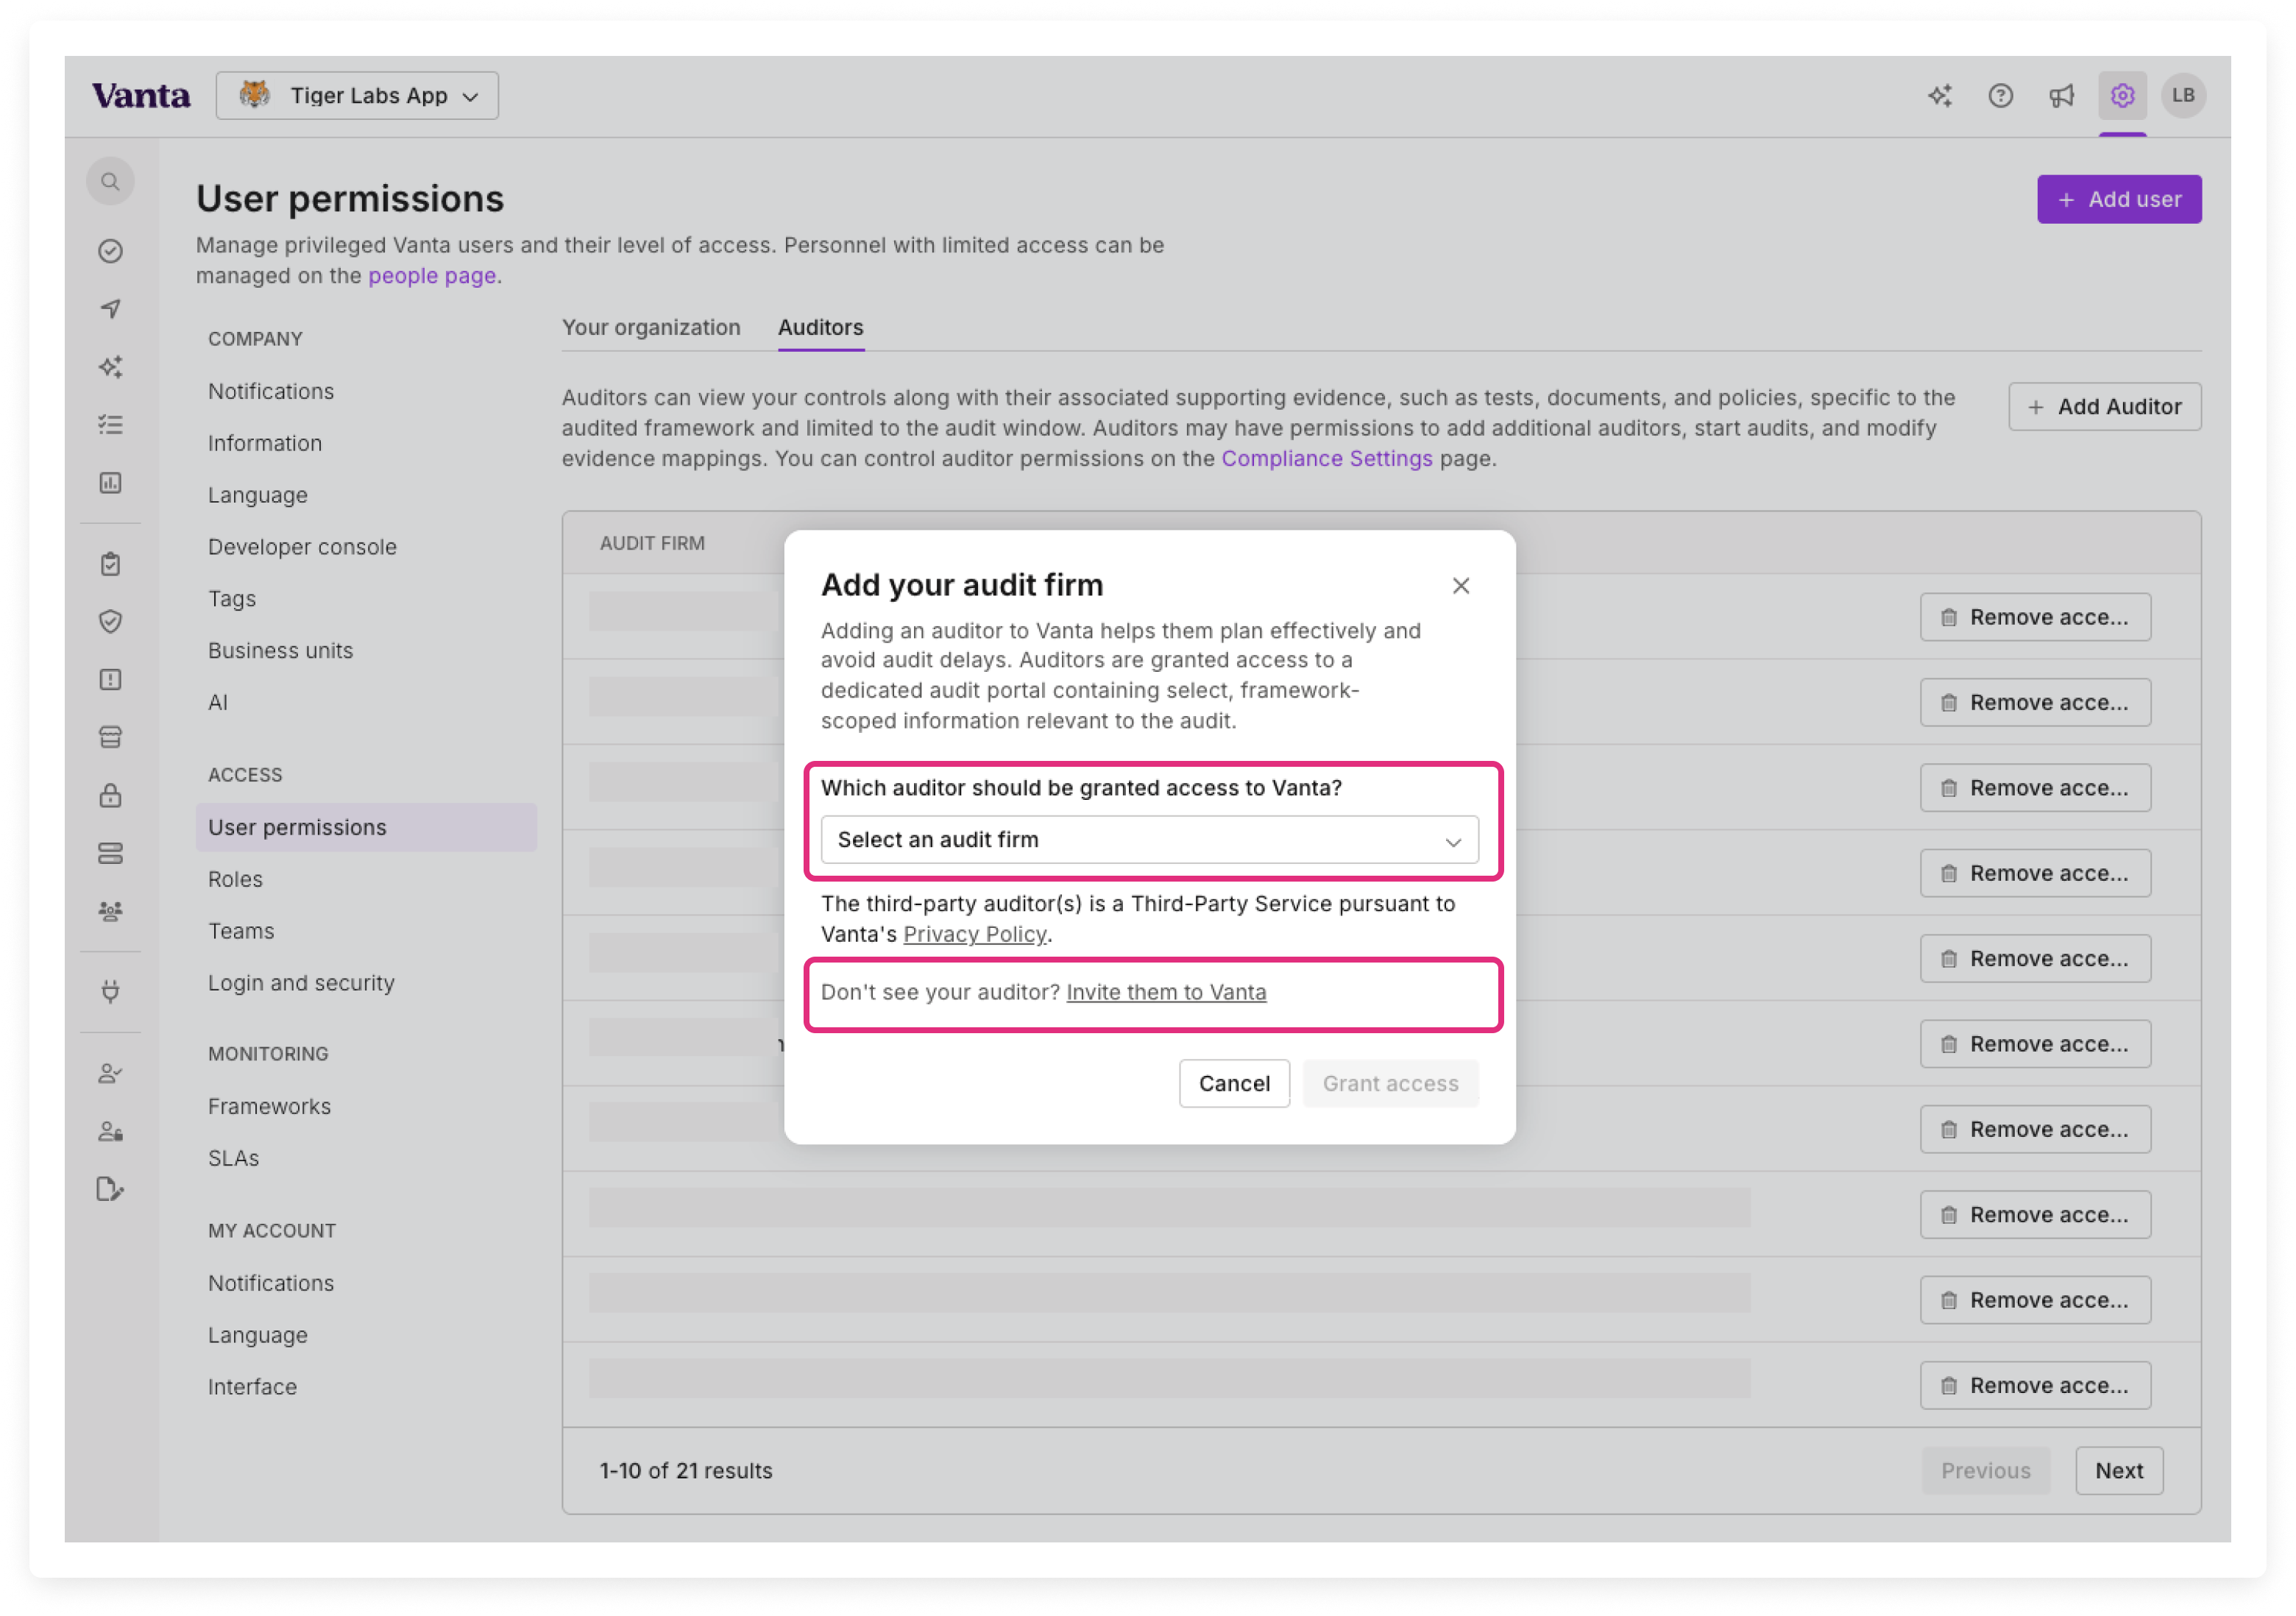 Vanta
Tiger Labs App
LB
User permissions
+ Add user
Manage privileged Vanta users and their level of access. Personnel with limited access can be
managed on the people page.
COMPANY
Notifications
Information
Language
Developer console
Tags
Business units
AI
ACCESS
User permissions
Roles
Teams
Login and security
MONITORING
Frameworks
SLAs
MY ACCOUNT
Notifications
Language
Interface
Your organization
Auditors
Auditors can view your controls along with their associated supporting evidence, such as tests, documents, and policies, specific to the
audited framework and limited to the audit window. Auditors may have permissions to add additional auditors, start audits, and modify
evidence mappings. You can control auditor permissions on the Compliance Settings page.
+ Add Auditor
AUDIT FIRM
Remove acce...
Remove acce...
Remove acce...
Remove acce...
Remove acce...
Remove acce...
Remove acce...
Remove acce...
Remove acce...
Remove acce...
Add your audit firm
Adding an auditor to Vanta helps them plan effectively and
avoid audit delays. Auditors are granted access to a
dedicated audit portal containing select, framework-
scoped information relevant to the audit.
Which auditor should be granted access to Vanta?
Select an audit firm
The third-party auditor(s) is a Third-Party Service pursuant to
Vanta's Privacy Policy.
Don't see your auditor? Invite them to Vanta
Cancel
Grant access
1-10 of 21 results
Previous
Next